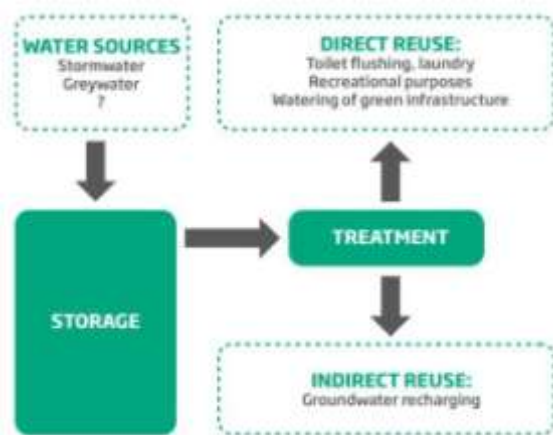 WATER SOURCES
Stormwater
Greywater
?
DIRECT REUSE:
Toilet flushing, laundry
Recreational purposes
Watering of green infrastructure
STORAGE
TREATMENT
INDIRECT REUSE:
Groundwater recharging